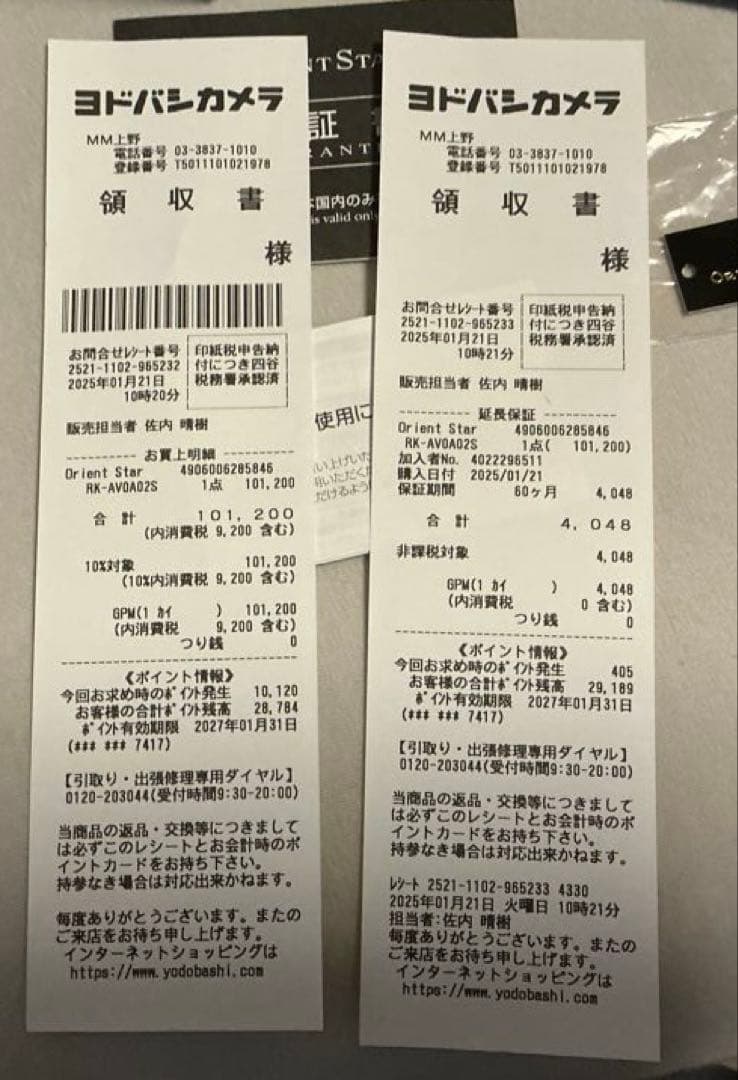 ヨドバシカメラ
MM上野
電話番号 03-3837-1010
登録番号 T5011101021978
領 収 書
様
お問合せﾚｼｰﾄ番号
2521-1102-965232
2025年01月21日
10時20分
印紙税申告納
付につき四谷
税務署承認済
販売担当者 佐内 晴樹
---------- お買上明細 ----------
Orient Star 4906006285846
RK-AV0A02S 1点 101,200
合 計 101,200
(内消費税 9,200 含む)
10%対象 101,200
(10%内消費税 9,200 含む)
GPM(1 ｶｲ ) 101,200
(内消費税 9,200 含む)
つり銭 0
《ポイント情報》
今回お求め時のﾎﾟｲﾝﾄ発生 10,120
お客様の合計ﾎﾟｲﾝﾄ残高 28,784
ﾎﾟｲﾝﾄ有効期限 2027年01月31日
(### ### 7417)
【引取り・出張修理専用ダイヤル】
0120-203044(受付時間9:30-20:00)
当商品の返品・交換等につきまして
は必ずこのレシートとお会計時のポ
イントカードをお持ち下さい。
持参なき場合は対応出来かねます。
毎度ありがとうございます。またの
ご来店をお待ち申し上げます。
インターネットショッピングは
https://www.yodobashi.com
ヨドバシカメラ
MM上野
電話番号 03-3837-1010
登録番号 T5011101021978
領 収 書
様
お問合せﾚｼｰﾄ番号
2521-1102-965233
2025年01月21日
10時21分
印紙税申告納
付につき四谷
税務署承認済
販売担当者 佐内 晴樹
---------- 延長保証 ----------
Orient Star 4906006285846
RK-AV0A02S 1点( 101,200)
加入者No. 4022296511
購入日付 2025/01/21
保証期間 60ヶ月 4,048
合 計 4,048
非課税対象 4,048
GPM(1 ｶｲ ) 4,048
(内消費税 0 含む)
つり銭 0
《ポイント情報》
今回お求め時のﾎﾟｲﾝﾄ発生 405
お客様の合計ﾎﾟｲﾝﾄ残高 29,189
ﾎﾟｲﾝﾄ有効期限 2027年01月31日
(### ### 7417)
【引取り・出張修理専用ダイヤル】
0120-203044(受付時間9:30-20:00)
当商品の返品・交換等につきまして
は必ずこのレシートとお会計時のポ
イントカードをお持ち下さい。
持参なき場合は対応出来かねます。
ﾚｼｰﾄ 2521-1102-965233 4330
2025年01月21日 火曜日 10時21分
担当者:佐内 晴樹
毎度ありがとうございます。またの
ご来店をお待ち申し上げます。
インターネットショッピングは
https://www.yodobashi.com
証
国内のみ
is valid only
使用に